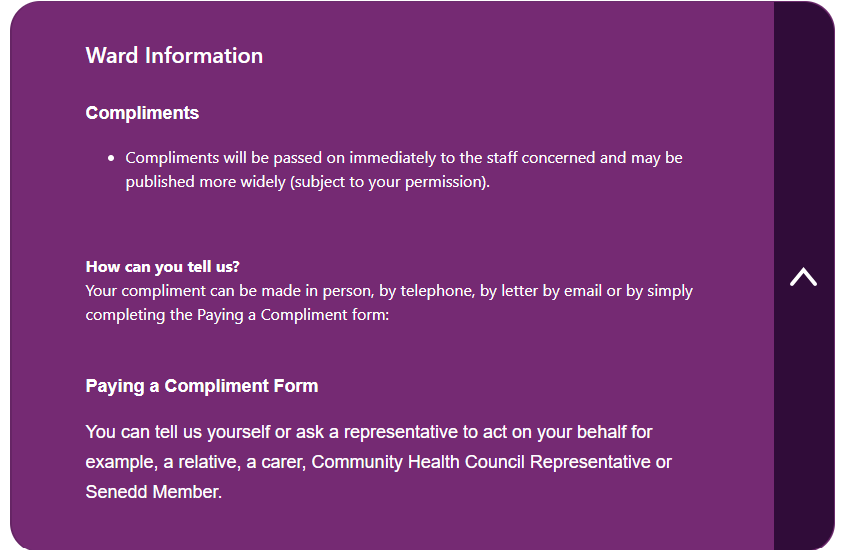 Ward Information
Compliments
• Compliments will be passed on immediately to the staff concerned and may be
published more widely (subject to your permission).
How can you tell us?
Your compliment can be made in person, by telephone, by letter by email or by simply
completing the Paying a Compliment form:
Paying a Compliment Form
You can tell us yourself or ask a representative to act on your behalf for
example, a relative, a carer, Community Health Council Representative or
Senedd Member.